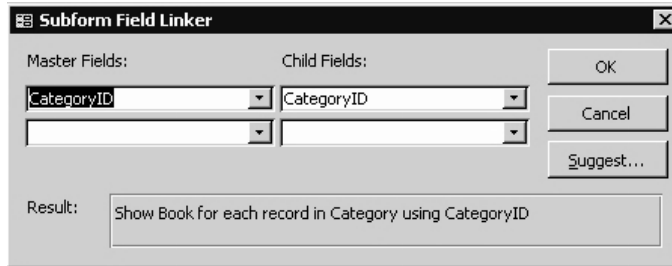 Subform Field Linker
Master Fields:
Child Fields:
OK
CategoryID
CategoryID
Cancel
Suggest...
Result:
Show Book for each record in Category using CategoryID